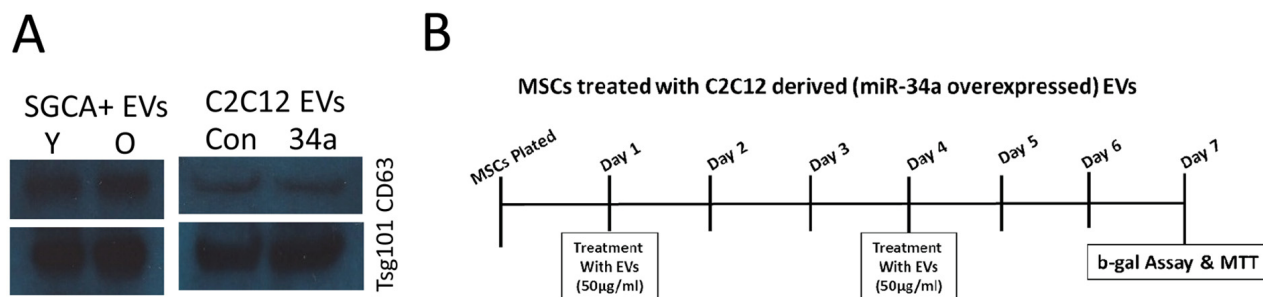 A
SGCA+ EVs
Y O
C2C12 EVs
Con 34a
CD63
Tsg101
B
MSCs treated with C2C12 derived (miR-34a overexpressed) EVs
MSCs Plated
Day 1
Day 2
Day 3
Day 4
Day 5
Day 6
Day 7
Treatment
With EVs
(50µg/ml)
Treatment
With EVs
(50µg/ml)
b-gal Assay & MTT